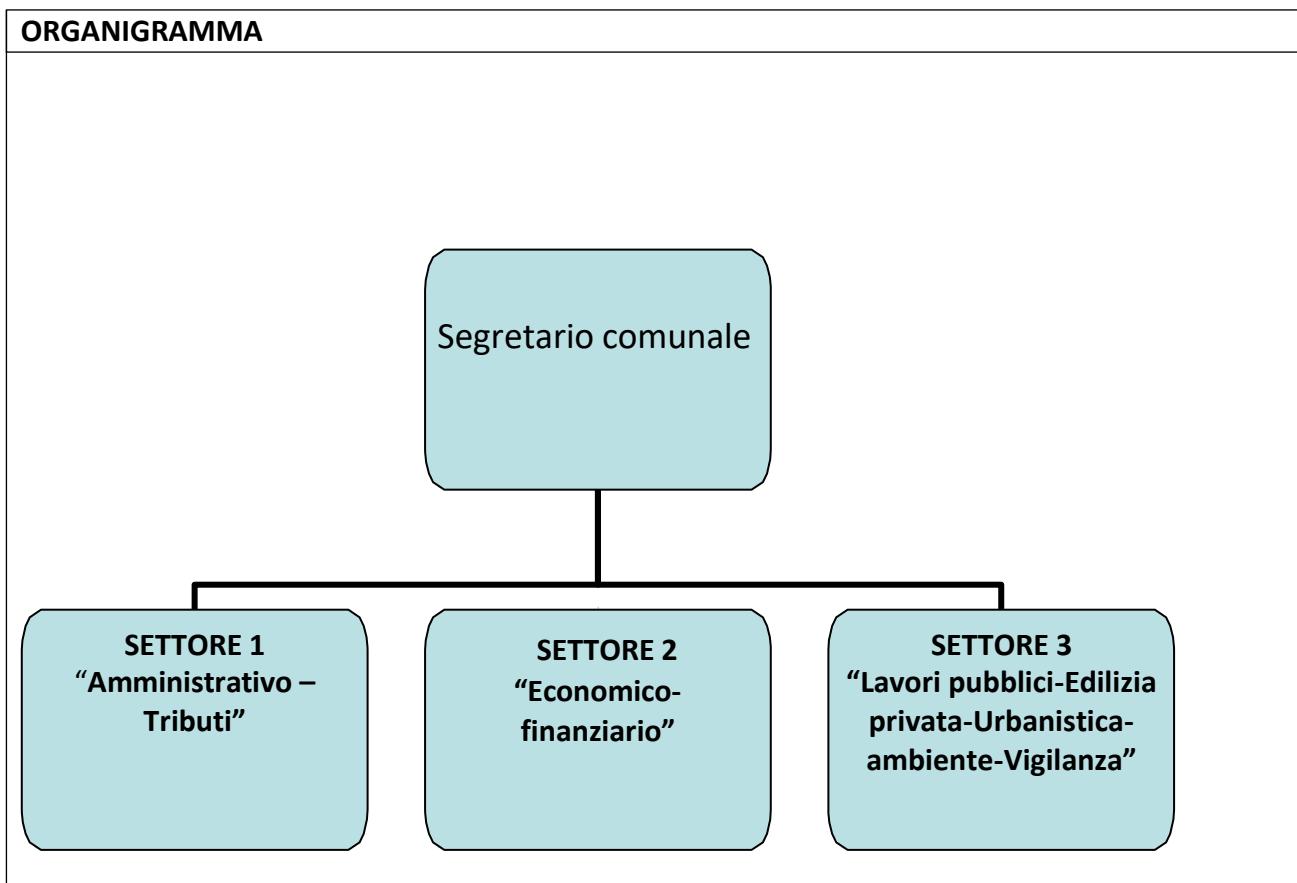 ORGANIGRAMMA
Segretario comunale
SETTORE 1
“Amministrativo –
Tributi”
SETTORE 2
“Economico-
finanziario”
SETTORE 3
“Lavori pubblici-Edilizia
privata-Urbanistica-
ambiente-Vigilanza”